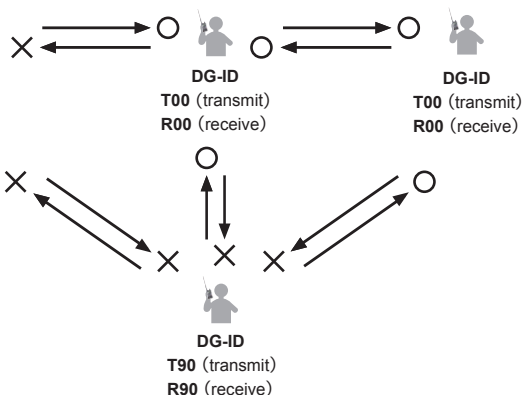 DG-ID
T00 (transmit)
R00 (receive)
DG-ID
T00 (transmit)
R00 (receive)
DG-ID
T90 (transmit)
R90 (receive)